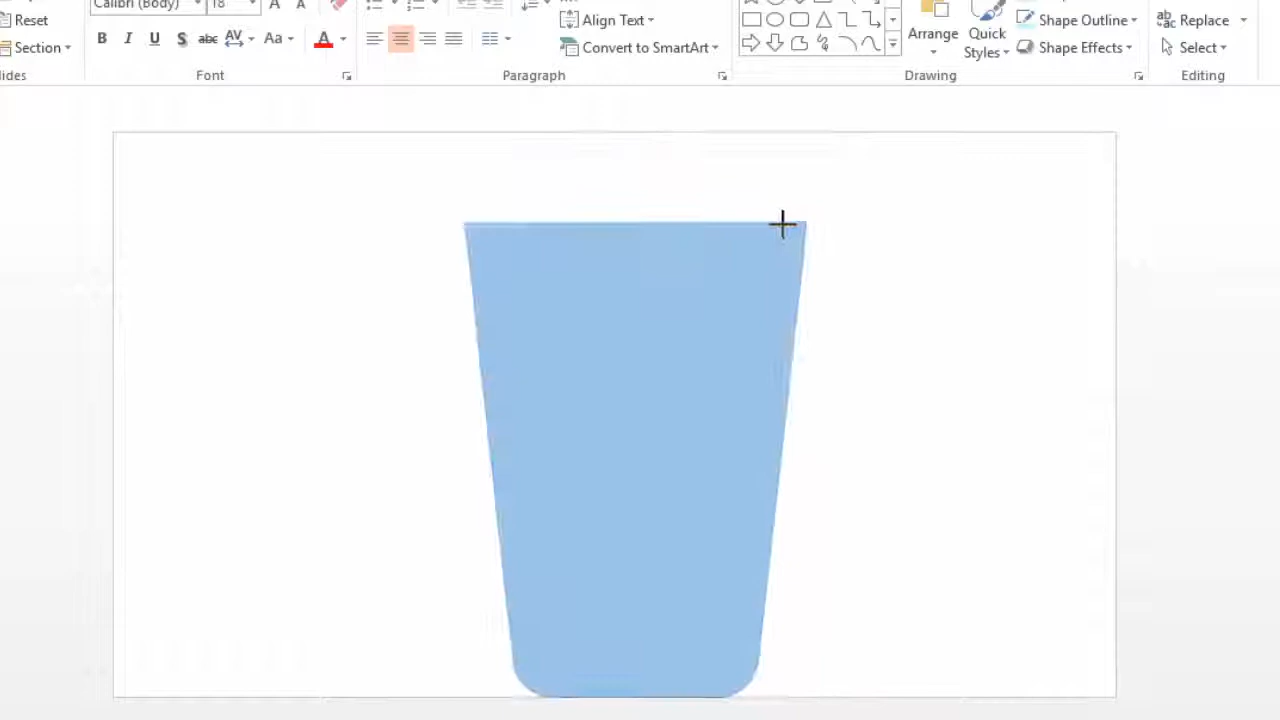 Calibri (Body) 18 A A
Reset
Align Text
Shape Outline
Replace
Section
B I U S abc AV Aa A
Convert to SmartArt
Arrange
Quick
Styles
Shape Effects
Select
lides
Font
Paragraph
Drawing
Editing